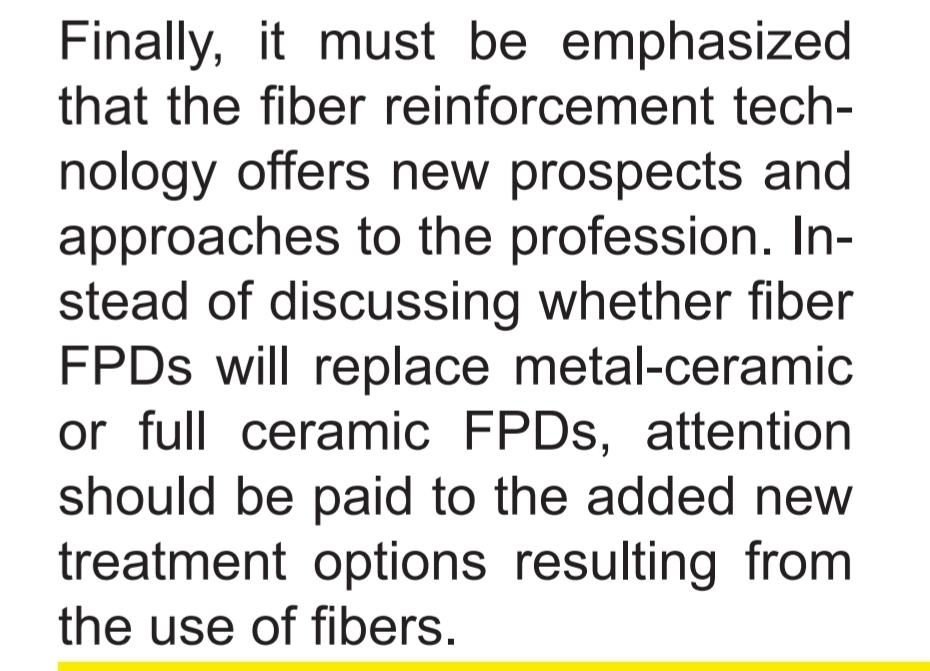 Finally, it must be emphasized
that the fiber reinforcement tech-
nology offers new prospects and
approaches to the profession. In-
stead of discussing whether fiber
FPDs will replace metal-ceramic
or full ceramic FPDs, attention
should be paid to the added new
treatment options resulting from
the use of fibers.